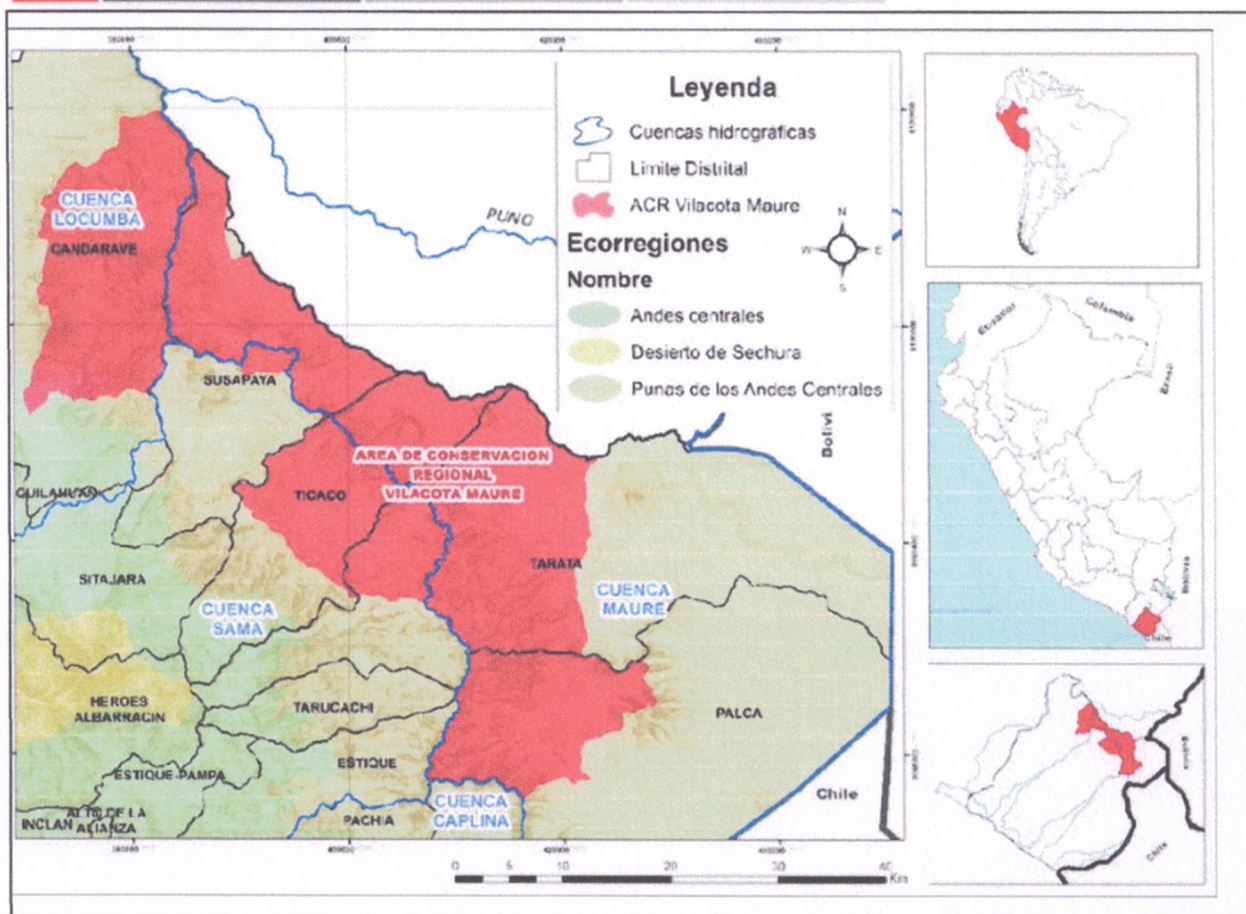 Leyenda
Cuencas hidrográficas
Limite Distrital
ACR Vilacota Maure
Ecorregiones
Nombre
Andes centrales
Desierto de Sechura
Punas de los Andes Centrales
N
W
E
S
PUNO
Bolivi
CUENCA
LOCUMBA
CANDARAVE
SUSAPAYA
AREA DE CONSERVACION
REGIONAL
VILACOTA MAURE
TICACO
TARATA
SITAJARA
CUENCA
SAMA
CUENCA
MAURE
HEROES
ALBARRACIN
TARUCACHI
PALCA
ESTIQUE-PAMPA
ESTIQUE
Chile
ALTO DE LA
ALIANZA
INCLAN
PACHIA
CUENCA
CAPLINA
0 5 10 20 30 40
Km
Ecuador
Colombia
Brasil
Bolivia
Chile
Chile